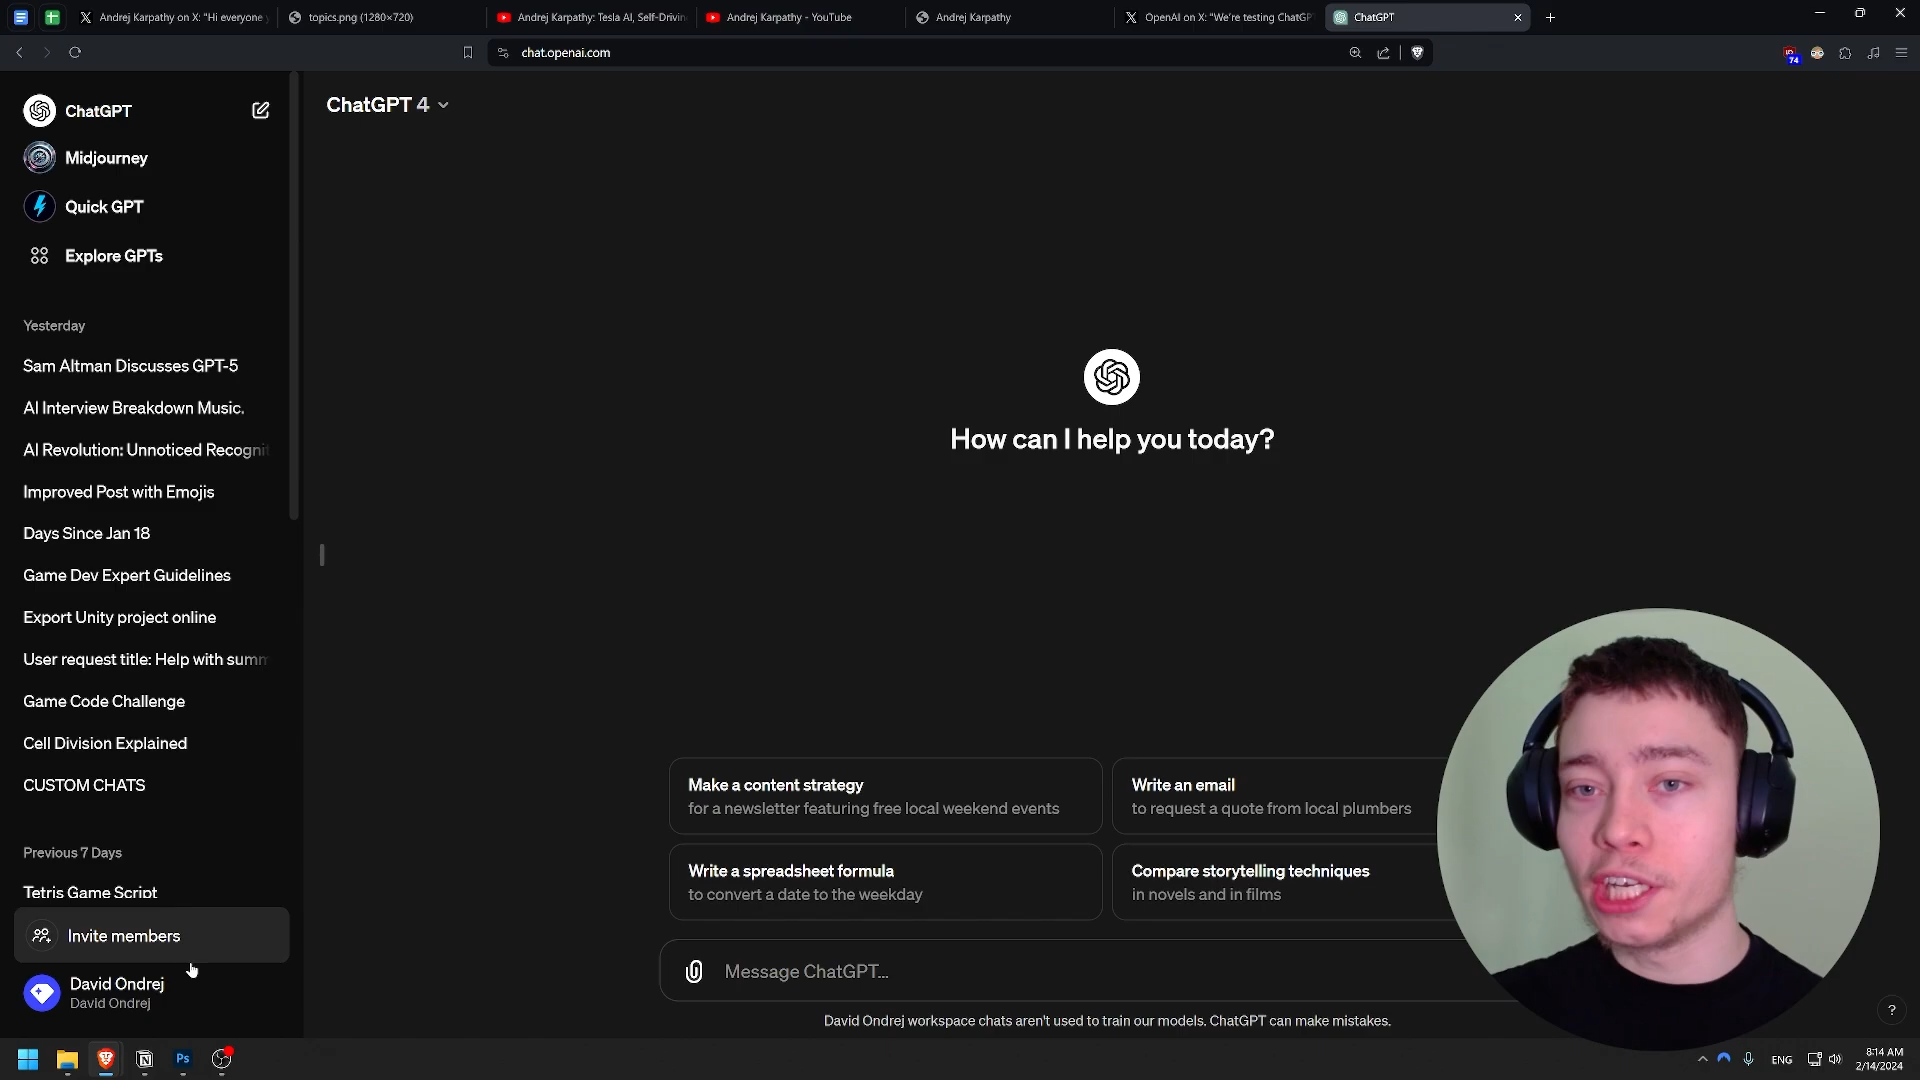 Andrej Karpathy on X: "Hi everyone
topics.png (1280×720)
Andrej Karpathy: Tesla AI, Self-Drivin
Andrej Karpathy - YouTube
Andrej Karpathy
OpenAI on X: "We're testing ChatGP
ChatGPT
chat.openai.com
74
ChatGPT
Midjourney
Quick GPT
Explore GPTs
Yesterday
Sam Altman Discusses GPT-5
AI Interview Breakdown Music.
AI Revolution: Unnoticed Recognit
Improved Post with Emojis
Days Since Jan 18
Game Dev Expert Guidelines
Export Unity project online
User request title: Help with summ
Game Code Challenge
Cell Division Explained
CUSTOM CHATS
Previous 7 Days
Tetris Game Script
Invite members
David Ondrej
David Ondrej
ChatGPT 4
How can I help you today?
Make a content strategy
for a newsletter featuring free local weekend events
Write an email
to request a quote from local plumbers
Write a spreadsheet formula
to convert a date to the weekday
Compare storytelling techniques
in novels and in films
Message ChatGPT...
David Ondrej workspace chats aren't used to train our models. ChatGPT can make mistakes.
?
Ps
ENG
8:14 AM
2/14/2024